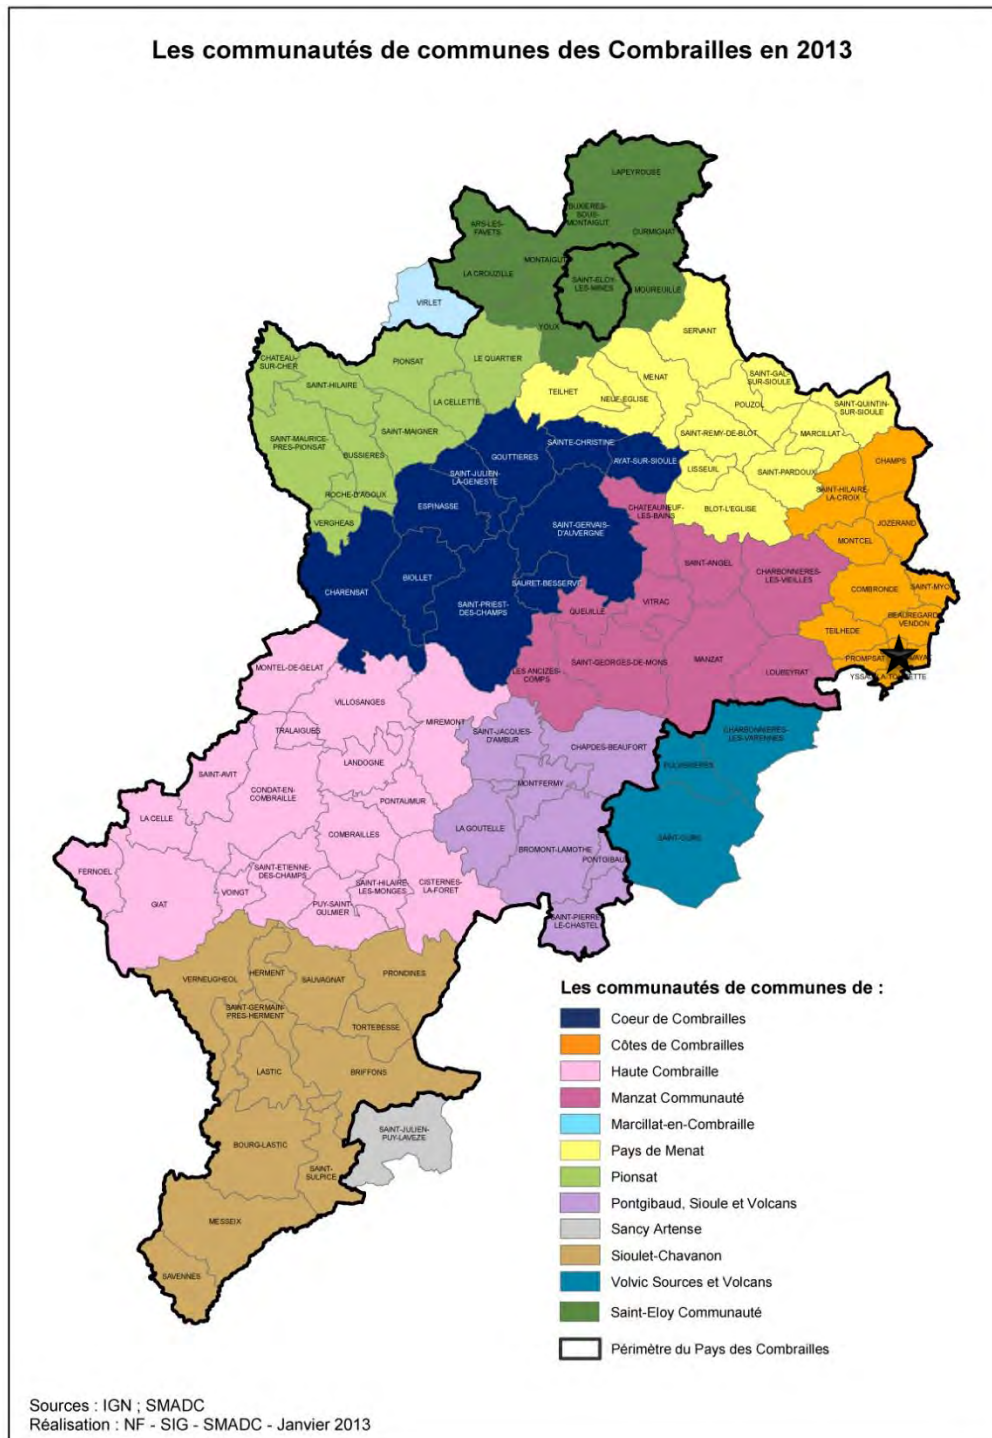 Les communautés de communes des Combrailles en 2013
LAPEYROUSE
BUXIERES-
SOUS-
MONTAIGUT
ARS-LES-
FAVETS
DURMIGNAT
MONTAIGUT
LA CROUZILLE
SAINT-ELOY
LES-MINES
MOUREUILLE
VIRLET
YOUX
SERVANT
CHATEAU-
SUR-CHER
PIONSAT
LE QUARTIER
SAINT-HILAIRE
MENAT
SAINT-GAL-
SUR-SIOULE
TEILHET
NEUF-EGLISE
LA CELLETTE
POUZOL
SAINT-QUINTIN-
SUR-SIOULE
SAINT-MAIGNER
SAINT-MAURICE-
PRES-PIONSAT
SAINT-REMY-DE-BLOT
MARCILLAT
BUSSIERES
SAINTE-CHRISTINE
GOUTTIERES
AYAT-SUR-SIOULE
CHAMPS
LISSEUIL
SAINT-PARDOUX
SAINT-JULIEN-
LA-GENESTE
ROCHE-D'AGOUX
SAINT-HILAIRE-
LA-CROIX
ESPINASSE
CHATEAUNEUF-
LES-BAINS
BLOT-L'EGLISE
VERGHEAS
JOZERAND
SAINT-GERVAIS-
D'AUVERGNE
MONTCEL
SAINT-ANGEL
CHARBONNIERES-
LES-VIEILLES
BIOLLET
SAURET-BESSERVE
CHARENSAT
COMBRONDE
SAINT-MYON
VITRAC
SAINT-PRIEST-
DES-CHAMPS
QUEUILLE
BEAUREGARD-
VENDON
TEILHEDE
PROMPSAT
MONTEL-DE-GELAT
LES ANCIZES-
COMPS
SAINT-GEORGES-DE-MONS
MANZAT
LOUBEYRAT
VILLOSANGES
MIREMONT
TRALAIGUES
SAINT-JACQUES-
D'AMBUR
CHAPDES-BEAUFORT
CHARBONNIERES-
LES-VARENNES
PULVERIERES
LANDOGNE
SAINT-AVIT
MONTFERMY
CONDAT-EN-
COMBRAILLE
PONTAUMUR
LA CELLE
COMBRAILLES
LA GOUTELLE
SAINT-OURS
BROMONT-LAMOTHE
PONTGIBAUD
FERNOEL
SAINT-ETIENNE-
DES-CHAMPS
SAINT-HILAIRE-
LES-MONGES
CISTERNES-
LA-FORET
VOINGT
GIAT
PUY-SAINT-
GULMIER
SAINT-PIERRE-
LE-CHASTEL
VERNEUGHEOL
HERMENT
SAUVAGNAT
PRONDINES
SAINT-GERMAIN-
PRES-HERMENT
TORTEBESSE
LASTIC
BRIFFONS
SAINT-JULIEN-
PUY-LAVEZE
BOURG-LASTIC
SAINT-
SULPICE
MESSEIX
SAVENNES
Les communautés de communes de :
Coeur de Combrailles
Côtes de Combrailles
Haute Combraille
Manzat Communauté
Marcillat-en-Combraille
Pays de Menat
Pionsat
Pontgibaud, Sioule et Volcans
Sancy Artense
Sioulet-Chavanon
Volvic Sources et Volcans
Saint-Eloy Communauté
Périmètre du Pays des Combrailles
Sources : IGN ; SMADC
Réalisation : NF - SIG - SMADC - Janvier 2013